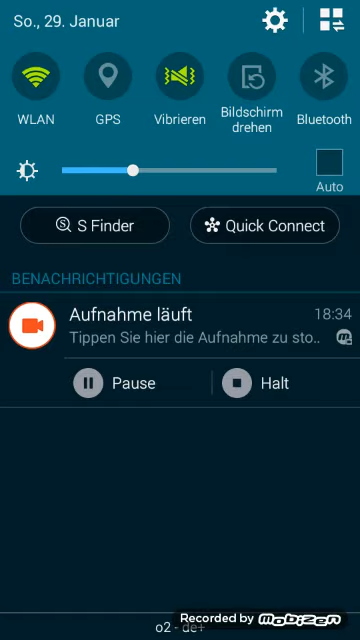 So., 29. Januar
WLAN
GPS
Vibrieren
Bildschirm
drehen
Bluetooth
Auto
S Finder
Quick Connect
BENACHRICHTIGUNGEN
Aufnahme läuft 18:34
Tippen Sie hier die Aufnahme zu sto..
Pause
Halt
o2 - de+
Recorded by mobizen